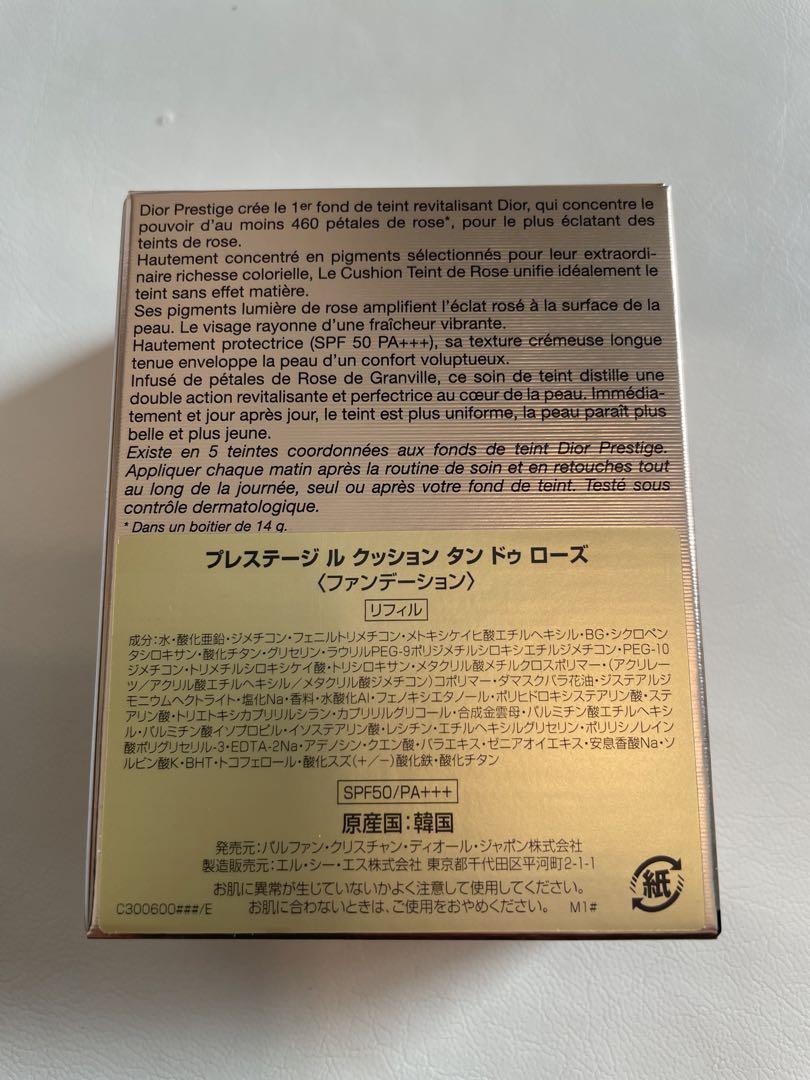 Dior Prestige crée le 1er fond de teint revitalisant Dior, qui concentre le
pouvoir d'au moins 460 pétales de rose*, pour le plus éclatant des
teints de rose.
Hautement concentré en pigments sélectionnés pour leur extraordi-
naire richesse colorielle, Le Cushion Teint de Rose unifie idéalement le
teint sans effet matière.
Ses pigments lumière de rose amplifient l'éclat rosé à la surface de la
peau. Le visage rayonne d'une fraîcheur vibrante.
Hautement protectrice (SPF 50 PA+++), sa texture crémeuse longue
tenue enveloppe la peau d'un confort voluptueux.
Infusé de pétales de Rose de Granville, ce soin de teint distille une
double action revitalisante et perfectrice au cœur de la peau. Immédia-
tement et jour après jour, le teint est plus uniforme, la peau paraît plus
belle et plus jeune.
Existe en 5 teintes coordonnées aux fonds de teint Dior Prestige.
Appliquer chaque matin après la routine de soin et en retouches tout
au long de la journée, seul ou après votre fond de teint. Testé sous
contrôle dermatologique.
* Dans un boitier de 14 g.
プレステージ ル クッション タン ドゥ ローズ
〈ファンデーション〉
リフィル
成分:水・酸化亜鉛・ジメチコン・フェニルトリメチコン・メトキシケイヒ酸エチルヘキシル・BG・シクロペン
タシロキサン・酸化チタン・グリセリン・ラウリルPEG-9ポリジメチルシロキシエチルジメチコン・PEG-10
ジメチコン・トリメチルシロキシケイ酸・トリシロキサン・メタクリル酸メチルクロスポリマー・(アクリレー
ツ/アクリル酸エチルヘキシル/メタクリル酸ジメチコン)コポリマー・ダマスクバラ花油・ジステアルジ
モニウムヘクトライト・塩化Na・香料・水酸化Al・フェノキシエタノール・ポリヒドロキシステアリン酸・ステ
アリン酸・トリエトキシカプリリルシラン・カプリリルグリコール・合成金雲母・パルミチン酸エチルヘキシ
ル・パルミチン酸イソプロピル・イソステアリン酸・レシチン・エチルヘキシルグリセリン・ポリリシノレイン
酸ポリグリセリル-3・EDTA-2Na・アデノシン・クエン酸・バラエキス・ゼニアオイエキス・安息香酸Na・ソ
ルビン酸K・BHT・トコフェロール・酸化スズ(+/−)酸化鉄・酸化チタン
SPF50/PA+++
原産国:韓国
発売元:パルファン・クリスチャン・ディオール・ジャポン株式会社
製造販売元:エル・シー・エス株式会社 東京都千代田区平河町2-1-1
お肌に異常が生じていないかよく注意して使用してください。
C300600###/E お肌に合わないときは、ご使用をおやめください。 M1#
紙